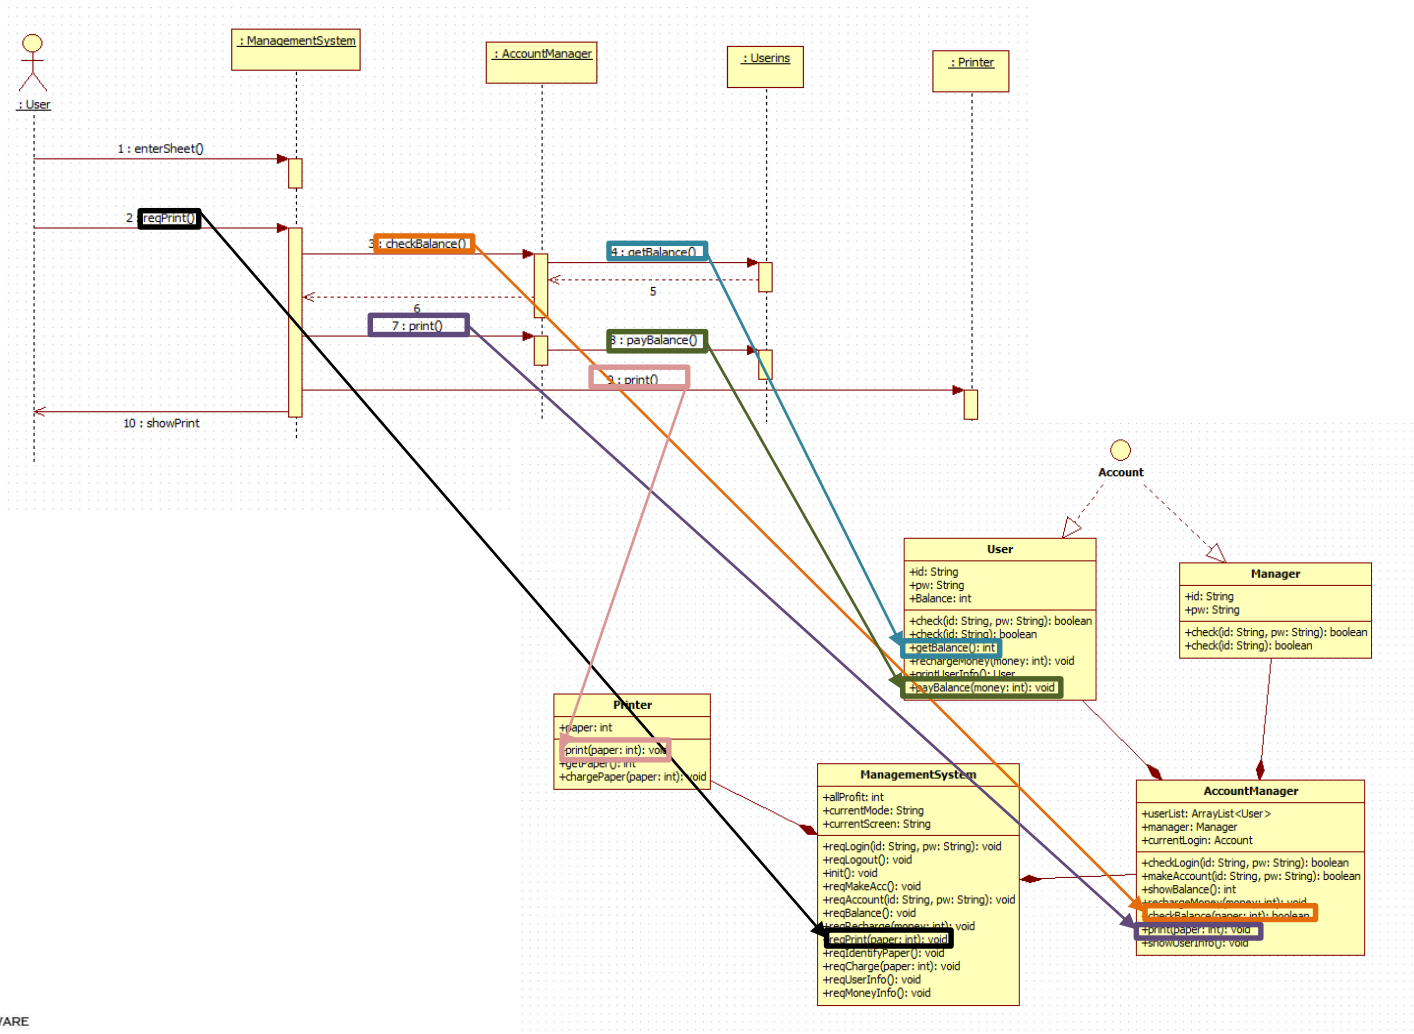 : ManagementSystem
: AccountManager
: Userins
: Printer
: User
1 : enterSheet()
2 : reqPrint()
3 : checkBalance()
4 : getBalance()
5
6
7 : print()
8 : payBalance()
9 : print()
10 : showPrint
Account
User
+id: String
+pw: String
+Balance: int
+check(id: String, pw: String): boolean
+check(id: String): boolean
+getBalance(): int
+rechargeMoney(money: int): void
+printUserInfo(): User
+payBalance(money: int): void
Manager
+id: String
+pw: String
+check(id: String, pw: String): boolean
+check(id: String): boolean
Printer
+paper: int
+print(paper: int): void
+getPaper(): int
+chargePaper(paper: int): void
ManagementSystem
+allProfit: int
+currentMode: String
+currentScreen: String
+reqLogin(id: String, pw: String): void
+reqLogout(): void
+init(): void
+reqMakeAcc(): void
+reqAccount(id: String, pw: String): void
+reqBalance(): void
+reqRecharge(money: int): void
+reqPrint(paper: int): void
+reqIdentifyPaper(): void
+reqCharge(paper: int): void
+reqUserInfo(): void
+reqMoneyInfo(): void
AccountManager
+userList: ArrayList<User>
+manager: Manager
+currentLogin: Account
+checkLogin(id: String, pw: String): boolean
+makeAccount(id: String, pw: String): boolean
+showBalance(): int
+rechargeMoney(money: int): void
+checkBalance(paper: int): boolean
+print(paper: int): void
+showUserInfo(): void